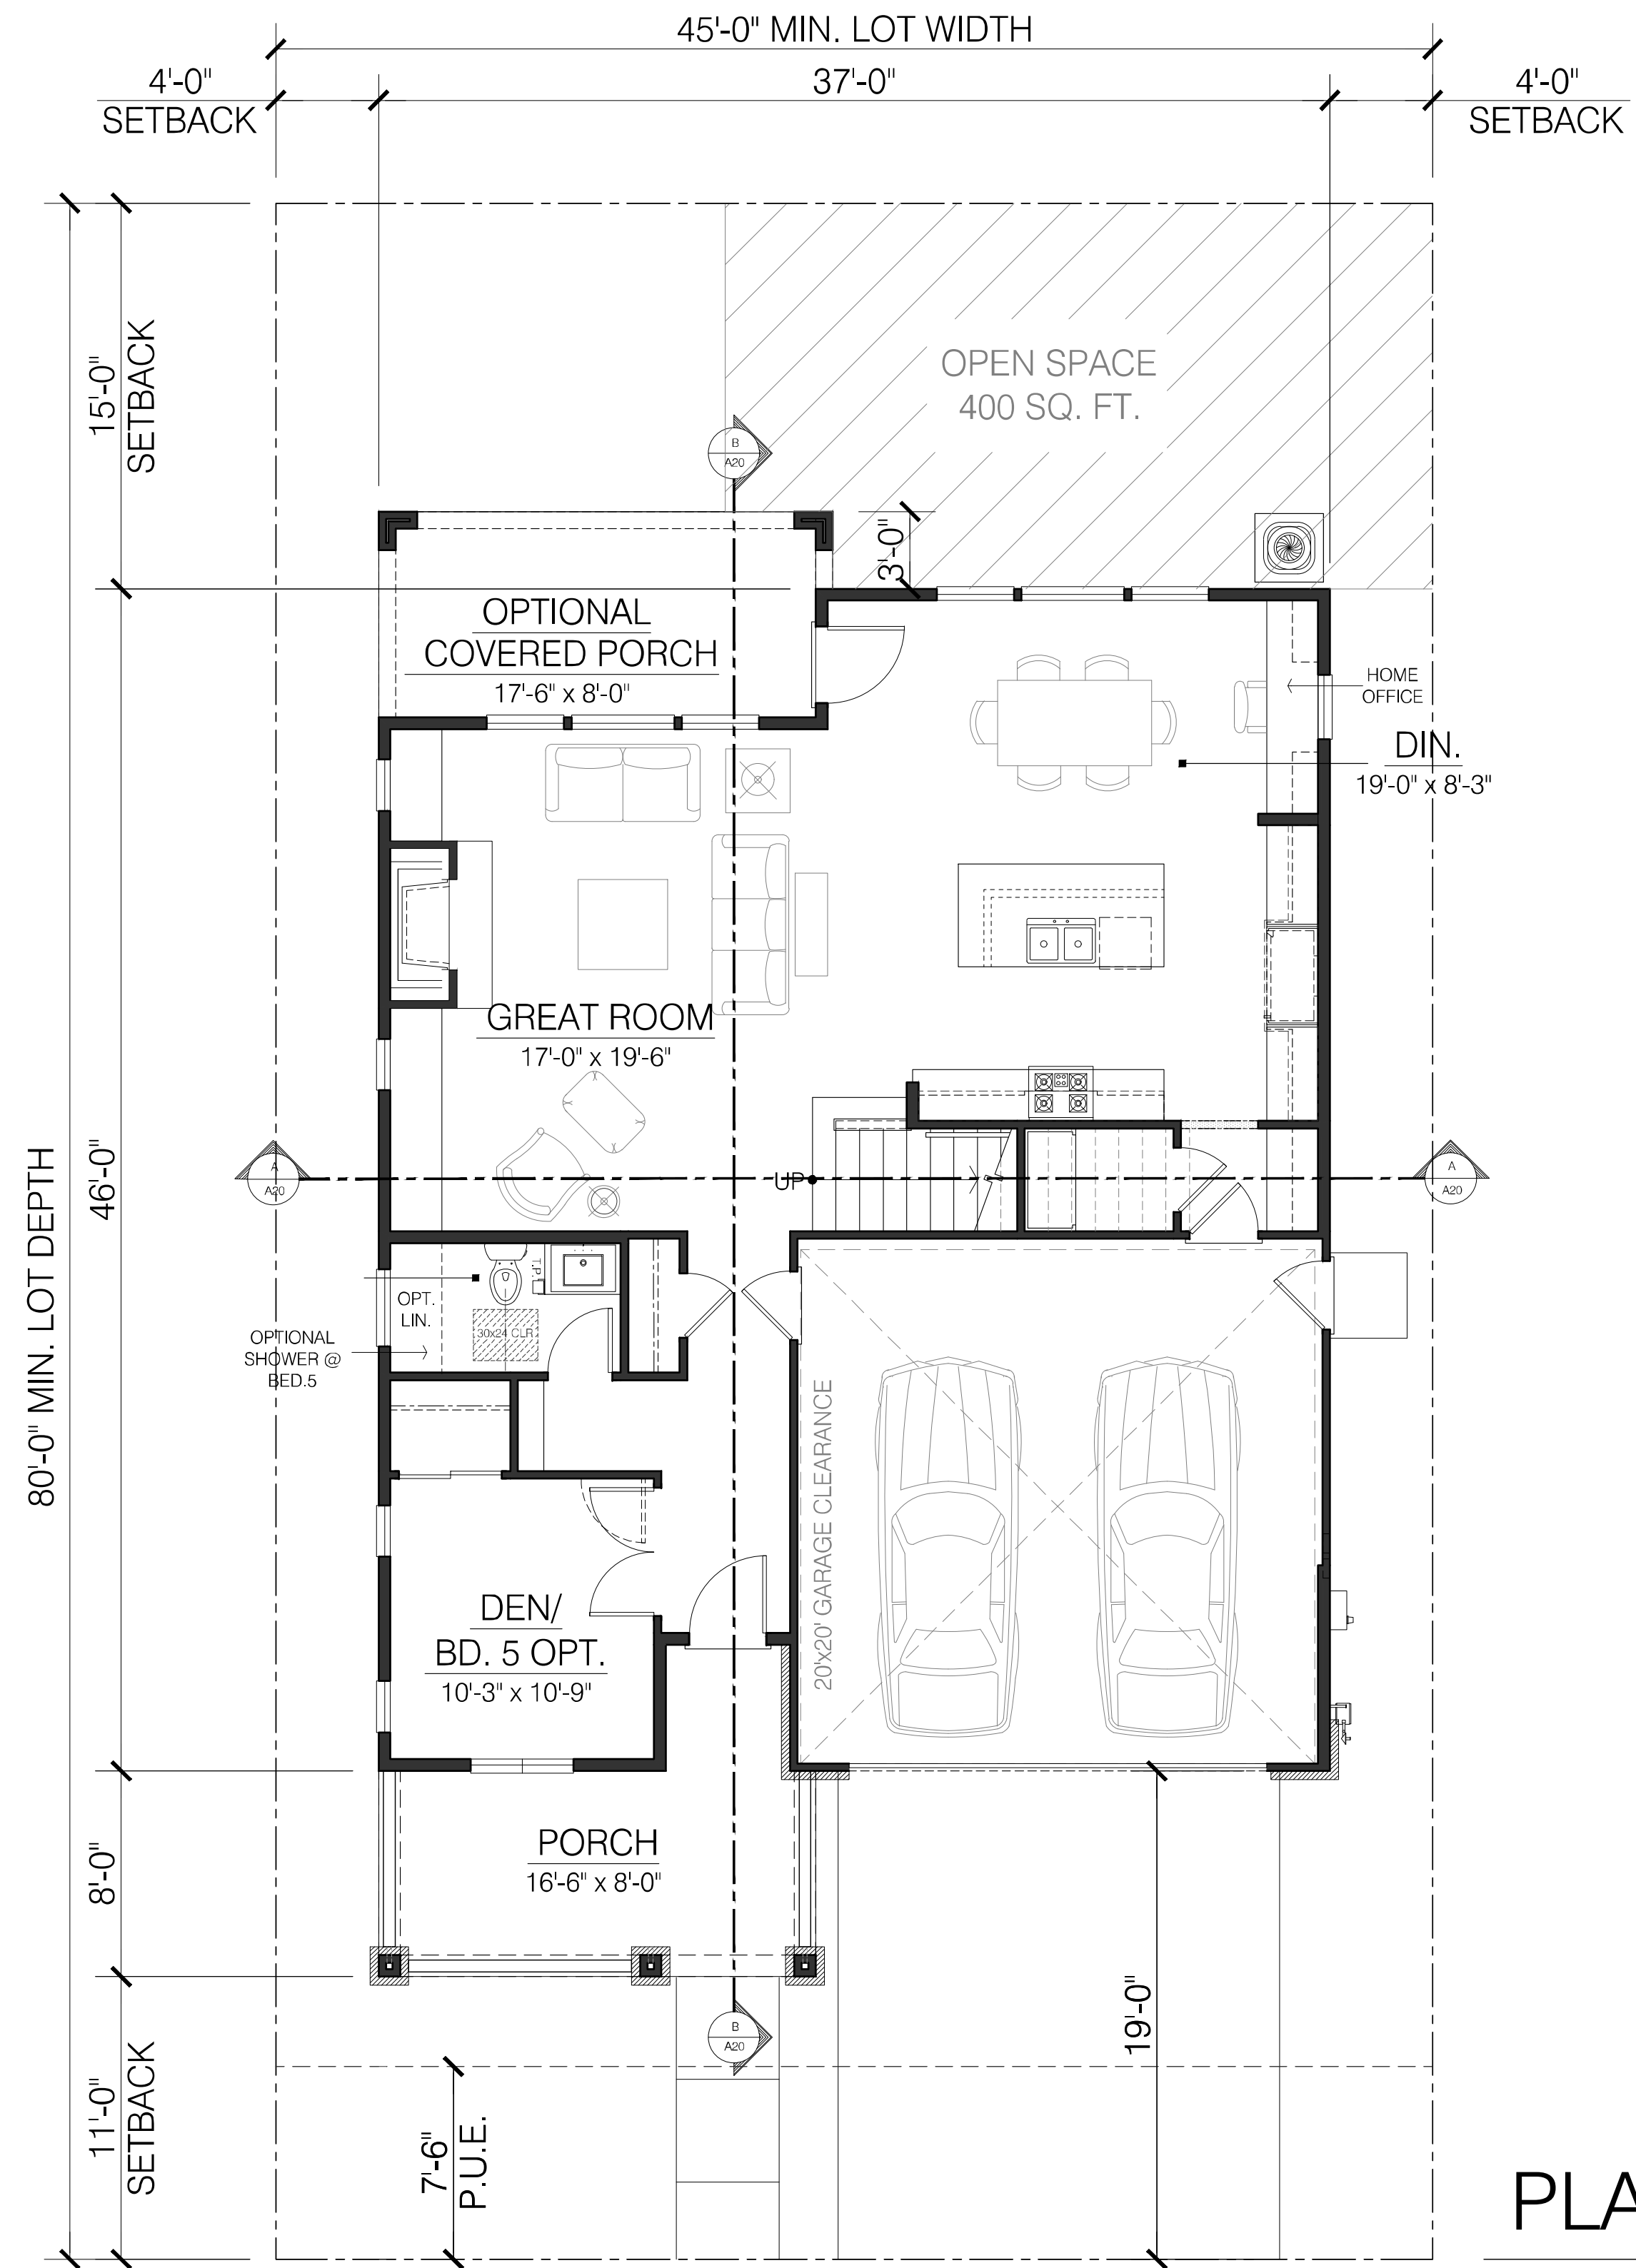 45'-0" MIN. LOT WIDTH
4'-0"
SETBACK
37'-0"
4'-0"
SETBACK
15'-0"
SETBACK
OPEN SPACE
400 SQ. FT.
B
A20
3'-0"
OPTIONAL
COVERED PORCH
17'-6" x 8'-0"
HOME
OFFICE
DIN.
19'-0" x 8'-3"
GREAT ROOM
17'-0" x 19'-6"
80'-0" MIN. LOT DEPTH
46'-0"
A
A20
UP
A
A20
T.P.
OPT.
LIN.
30x24 CLR
OPTIONAL
SHOWER @
BED.5
20'x20' GARAGE CLEARANCE
DEN/
BD. 5 OPT.
10'-3" x 10'-9"
PORCH
16'-6" x 8'-0"
8'-0"
19'-0"
B
A20
11'-0"
SETBACK
7'-6"
P.U.E.
PLA